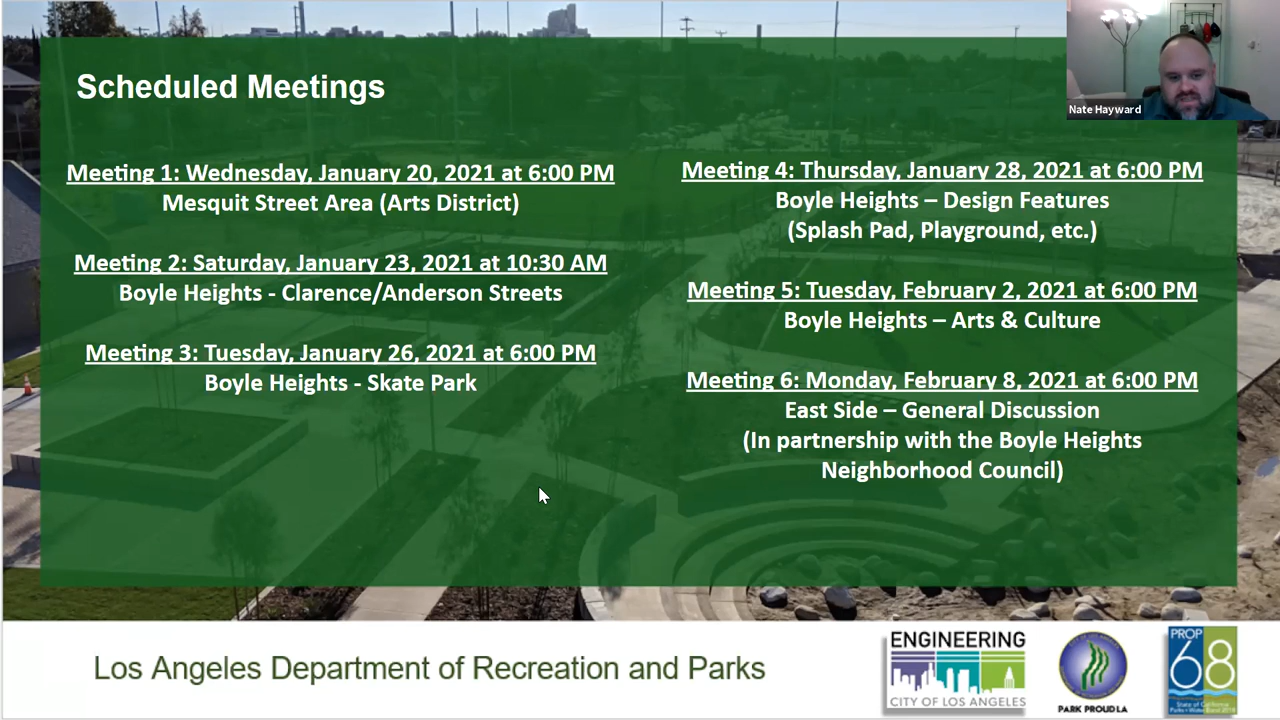 Scheduled Meetings
Nate Hayward
Meeting 1: Wednesday, January 20, 2021 at 6:00 PM
Mesquit Street Area (Arts District)
Meeting 2: Saturday, January 23, 2021 at 10:30 AM
Boyle Heights - Clarence/Anderson Streets
Meeting 3: Tuesday, January 26, 2021 at 6:00 PM
Boyle Heights - Skate Park
Meeting 4: Thursday, January 28, 2021 at 6:00 PM
Boyle Heights – Design Features
(Splash Pad, Playground, etc.)
Meeting 5: Tuesday, February 2, 2021 at 6:00 PM
Boyle Heights – Arts & Culture
Meeting 6: Monday, February 8, 2021 at 6:00 PM
East Side – General Discussion
(In partnership with the Boyle Heights
Neighborhood Council)
Los Angeles Department of Recreation and Parks
ENGINEERING
CITY OF LOS ANGELES
PARK PROUD LA
PROP
68
State of California